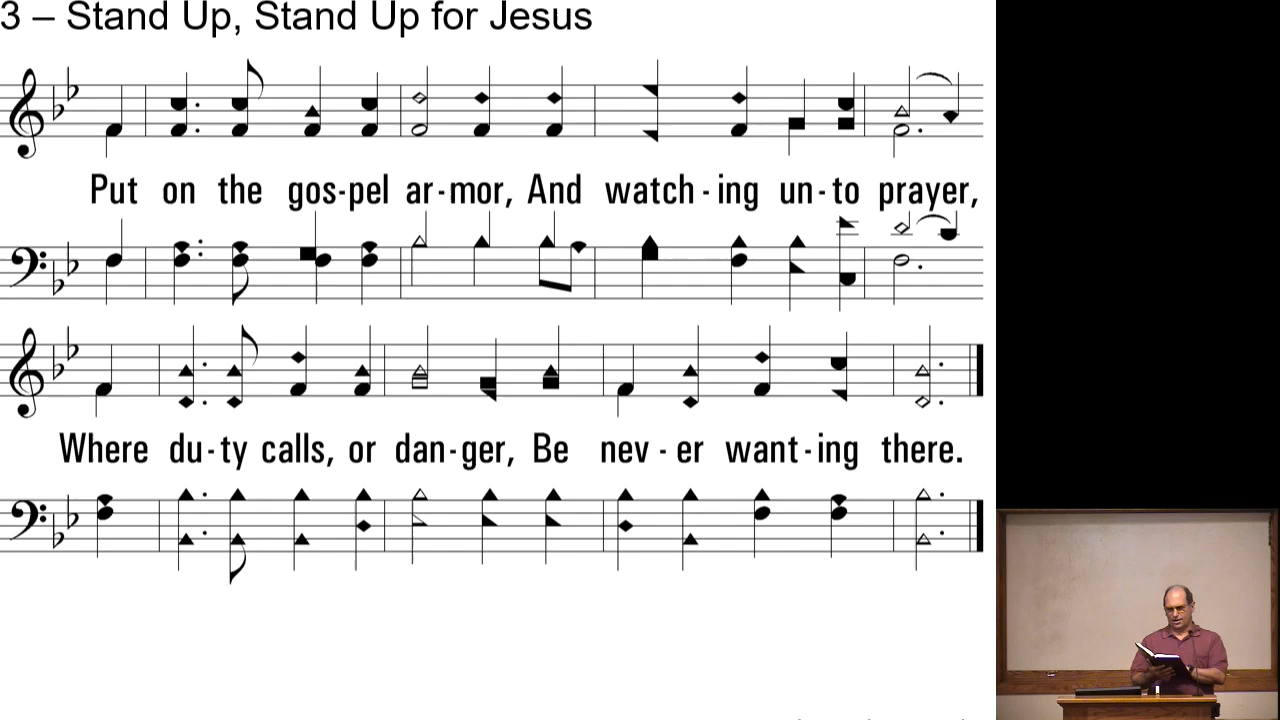 3 – Stand Up, Stand Up for Jesus
Put on the gos-pel ar-mor, And watch-ing un-to prayer,
Where du-ty calls, or dan-ger, Be nev-er want-ing there.